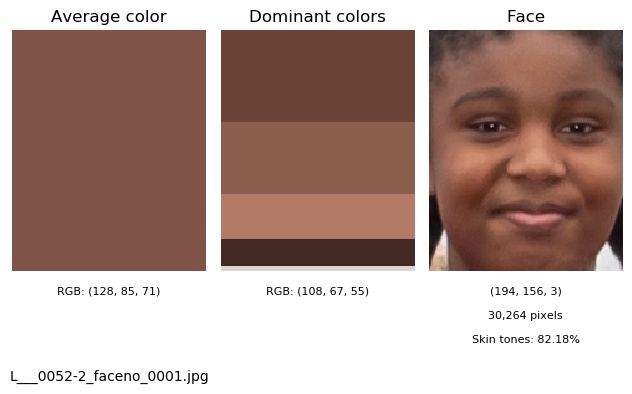 Average color
Dominant colors
Face
RGB: (128, 85, 71)
RGB: (108, 67, 55)
(194, 156, 3)
30,264 pixels
Skin tones: 82.18%
L___0052-2_faceno_0001.jpg